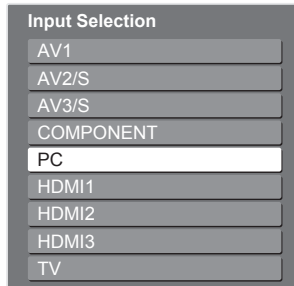 Input Selection
AV1
AV2/S
AV3/S
COMPONENT
PC
HDMI1
HDMI2
HDMI3
TV